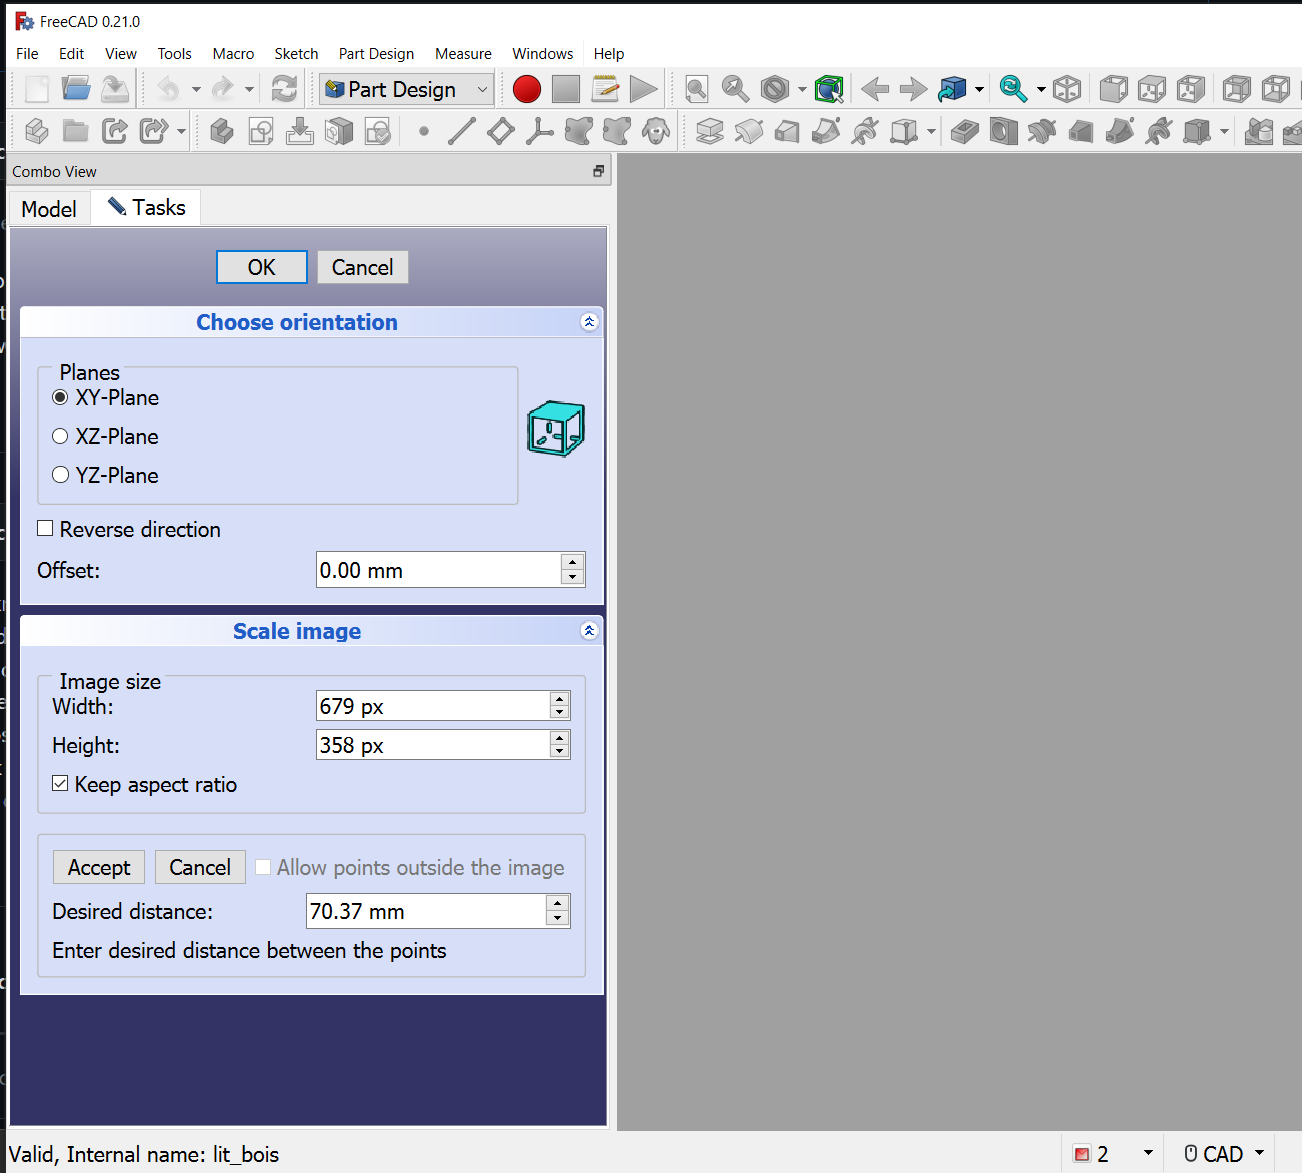 FreeCAD 0.21.0
File Edit View Tools Macro Sketch Part Design Measure Windows Help
Part Design
Combo View
Model Tasks
OK Cancel
Choose orientation
Planes
XY-Plane
XZ-Plane
YZ-Plane
Reverse direction
Offset: 0.00 mm
Scale image
Image size
Width: 679 px
Height: 358 px
Keep aspect ratio
Accept Cancel Allow points outside the image
Desired distance: 70.37 mm
Enter desired distance between the points
Valid, Internal name: lit_bois 2 CAD